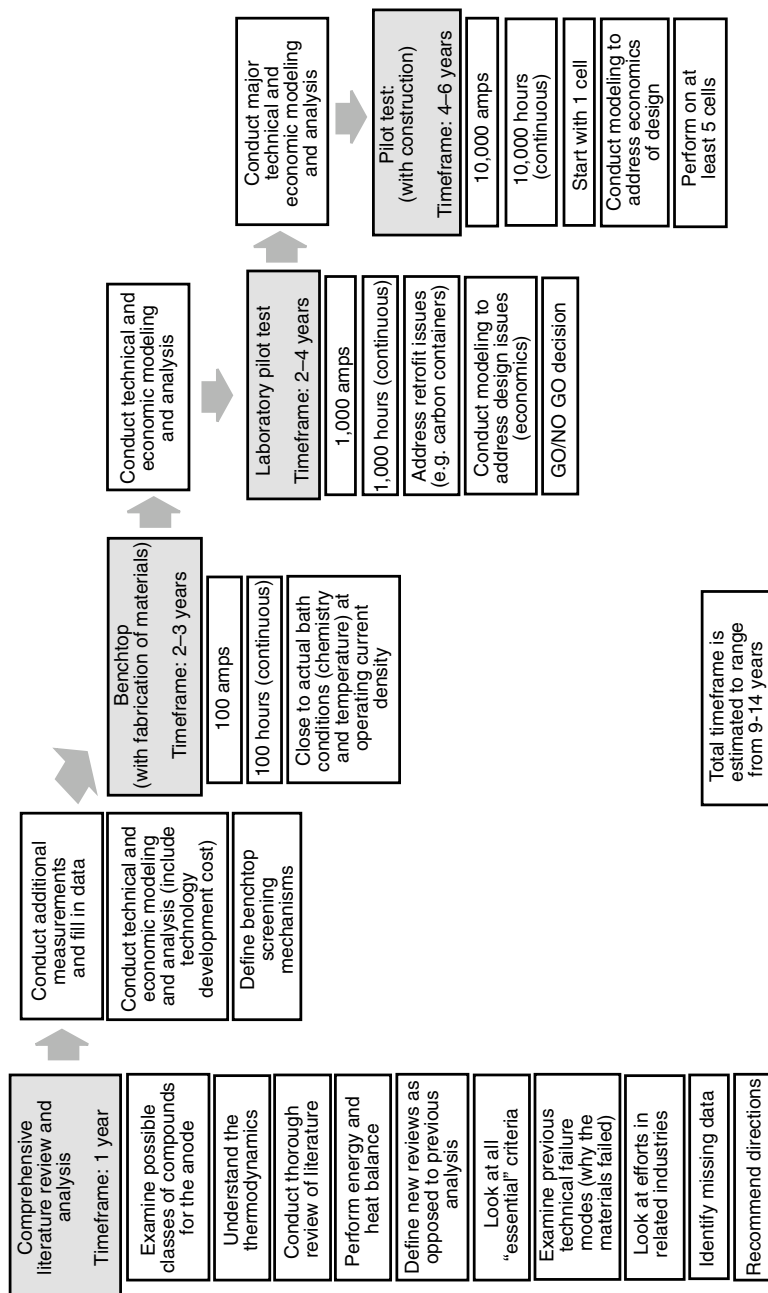 Comprehensive
literature review and
analysis
Timeframe: 1 year
Examine possible
classes of compounds
for the anode
Understand the
thermodynamics
Conduct thorough
review of literature
Perform energy and
heat balance
Define new reviews as
opposed to previous
analysis
Look at all
“essential” criteria
Examine previous
technical failure
modes (why the
materials failed)
Look at efforts in
related industries
Identify missing data
Recommend directions
Conduct additional
measurements
and fill in data
Conduct technical and
economic modeling
and analysis (include
technology
development cost)
Define benchtop
screening
mechanisms
Benchtop
(with fabrication of materials)
Timeframe: 2–3 years
100 amps
100 hours (continuous)
Close to actual bath
conditions (chemistry
and temperature) at
operating current
density
Conduct technical and
economic modeling
and analysis
Laboratory pilot test
Timeframe: 2–4 years
1,000 amps
1,000 hours (continuous)
Address retrofit issues
(e.g. carbon containers)
Conduct modeling to
address design issues
(economics)
GO/NO GO decision
Conduct major
technical and
economic modeling
and analysis
Pilot test:
(with construction)
Timeframe: 4–6 years
10,000 amps
10,000 hours
(continuous)
Start with 1 cell
Conduct modeling to
address economics
of design
Perform on at
least 5 cells
Total timeframe is
estimated to range
from 9-14 years